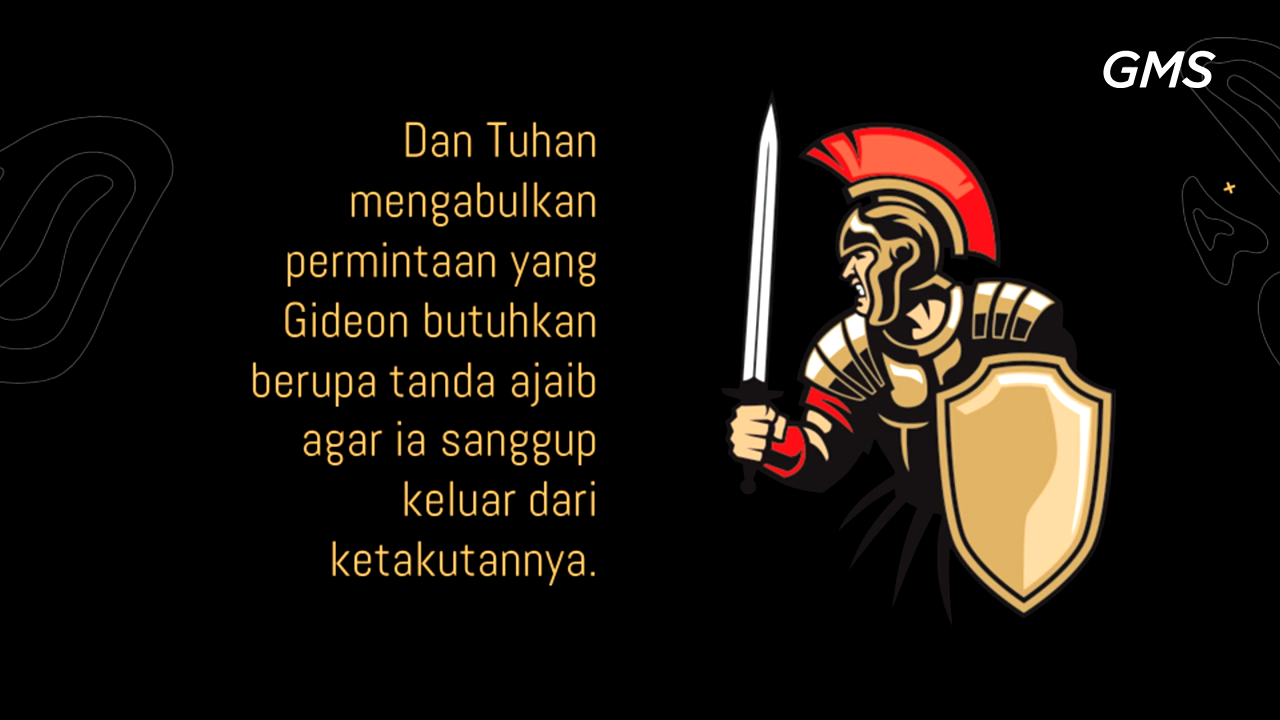 GMS
Dan Tuhan
mengabulkan
permintaan yang
Gideon butuhkan
berupa tanda ajaib
agar ia sanggup
keluar dari
ketakutannya.